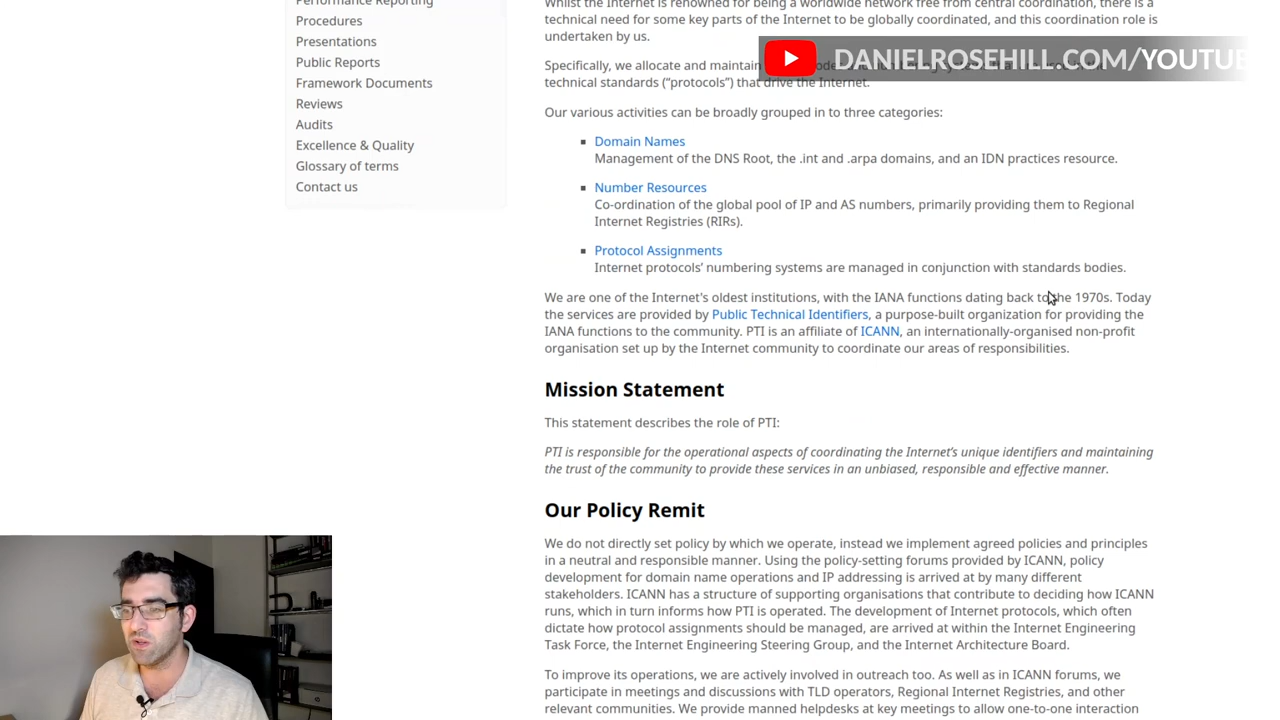 Performance Reporting
Procedures
Presentations
Public Reports
Framework Documents
Reviews
Audits
Excellence & Quality
Glossary of terms
Contact us
Whilst the Internet is renowned for being a worldwide network free from central coordination, there is a
technical need for some key parts of the Internet to be globally coordinated, and this coordination role is
undertaken by us.
DANIELROSEHILL.COM/YOUTUBE
Specifically, we allocate and maintain
technical standards (“protocols”) that drive the Internet.
Our various activities can be broadly grouped in to three categories:
Domain Names
Management of the DNS Root, the .int and .arpa domains, and an IDN practices resource.
Number Resources
Co-ordination of the global pool of IP and AS numbers, primarily providing them to Regional
Internet Registries (RIRs).
Protocol Assignments
Internet protocols’ numbering systems are managed in conjunction with standards bodies.
We are one of the Internet's oldest institutions, with the IANA functions dating back to the 1970s. Today
the services are provided by Public Technical Identifiers, a purpose-built organization for providing the
IANA functions to the community. PTI is an affiliate of ICANN, an internationally-organised non-profit
organisation set up by the Internet community to coordinate our areas of responsibilities.
Mission Statement
This statement describes the role of PTI:
PTI is responsible for the operational aspects of coordinating the Internet’s unique identifiers and maintaining
the trust of the community to provide these services in an unbiased, responsible and effective manner.
Our Policy Remit
We do not directly set policy by which we operate, instead we implement agreed policies and principles
in a neutral and responsible manner. Using the policy-setting forums provided by ICANN, policy
development for domain name operations and IP addressing is arrived at by many different
stakeholders. ICANN has a structure of supporting organisations that contribute to deciding how ICANN
runs, which in turn informs how PTI is operated. The development of Internet protocols, which often
dictate how protocol assignments should be managed, are arrived at within the Internet Engineering
Task Force, the Internet Engineering Steering Group, and the Internet Architecture Board.
To improve its operations, we are actively involved in outreach too. As well as in ICANN forums, we
participate in meetings and discussions with TLD operators, Regional Internet Registries, and other
relevant communities. We provide manned helpdesks at key meetings to allow one-to-one interaction